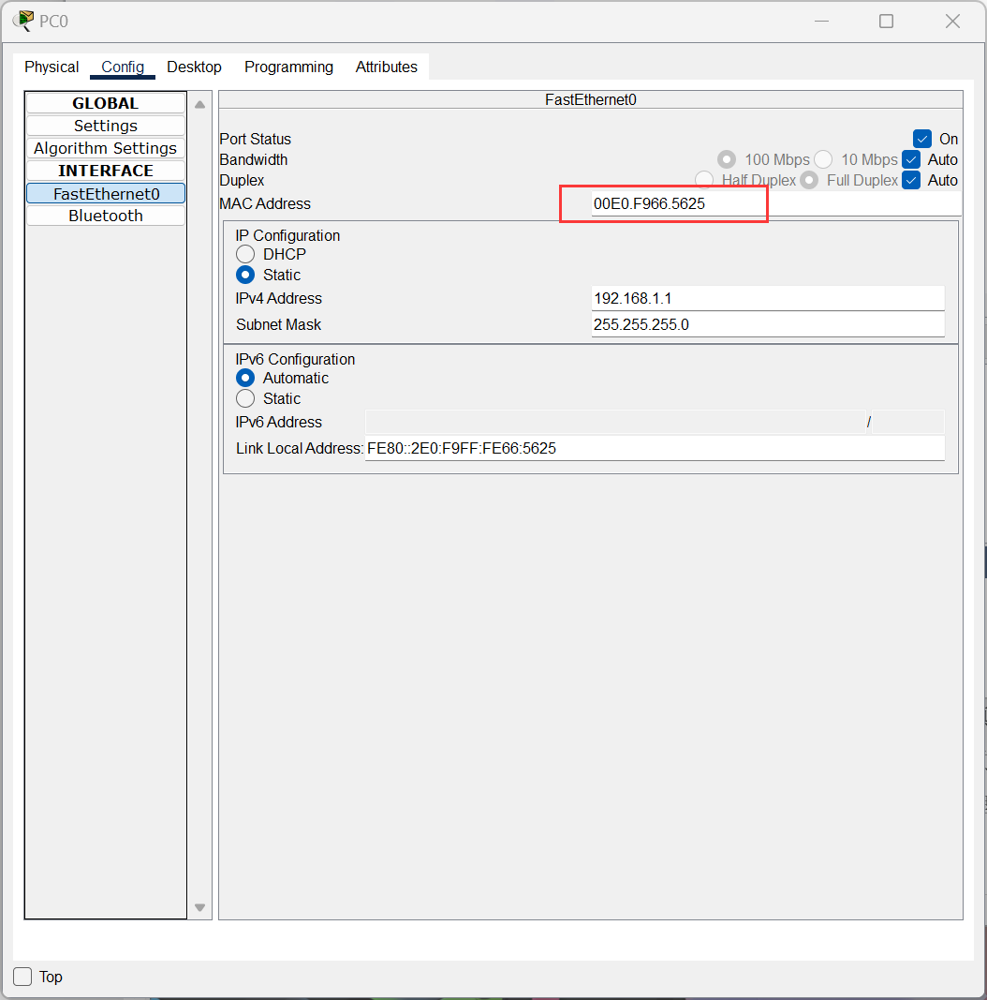 PC0
Physical Config Desktop Programming Attributes
GLOBAL
Settings
Algorithm Settings
INTERFACE
FastEthernet0
Bluetooth
FastEthernet0
Port Status On
Bandwidth 100 Mbps 10 Mbps Auto
Duplex Half Duplex Full Duplex Auto
MAC Address 00E0.F966.5625
IP Configuration
DHCP
Static
IPv4 Address 192.168.1.1
Subnet Mask 255.255.255.0
IPv6 Configuration
Automatic
Static
IPv6 Address /
Link Local Address: FE80::2E0:F9FF:FE66:5625
Top